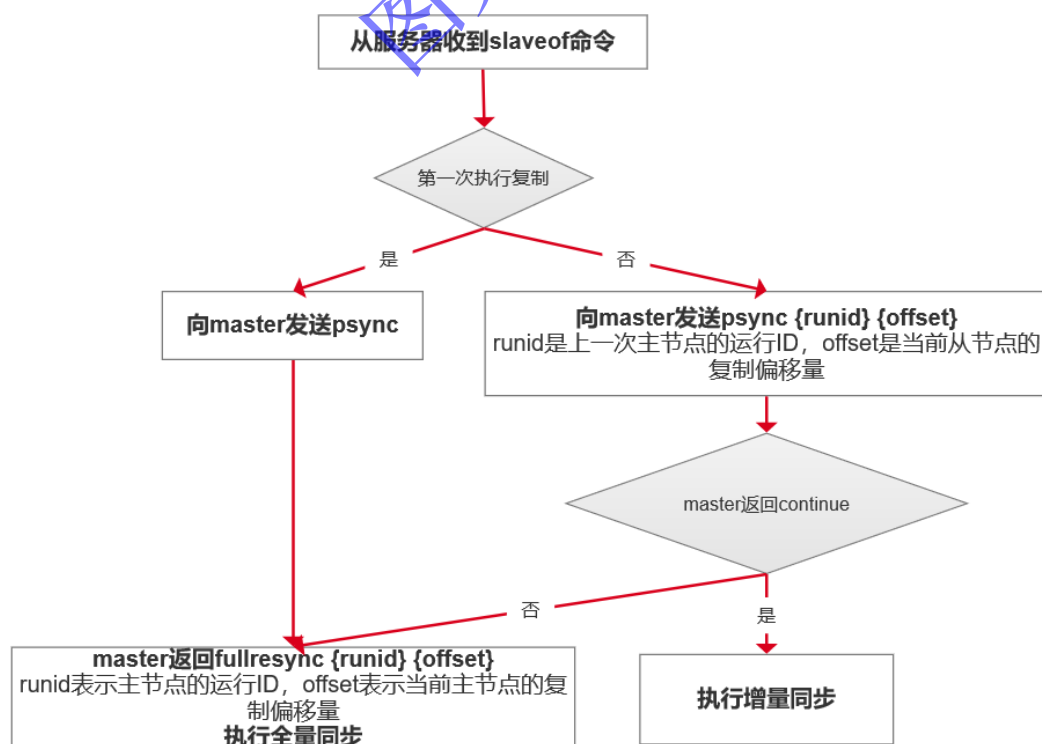 从服务器收到slaveof命令
第一次执行复制
是
否
向master发送psync
向master发送psync {runid} {offset}
runid是上一次主节点的运行ID，offset是当前从节点的
复制偏移量
master返回continue
否
是
master返回fullresync {runid} {offset}
runid表示主节点的运行ID，offset表示当前主节点的复
制偏移量
执行全量同步
执行增量同步
图